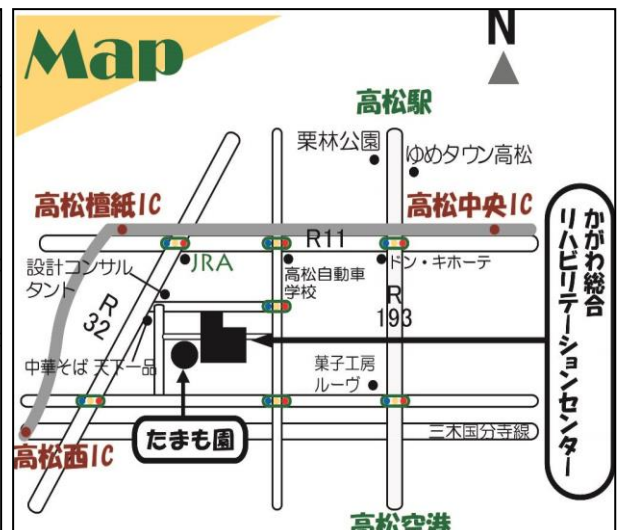 Map
N
高松駅
栗林公園
ゆめタウン高松
高松檀紙IC
高松中央IC
R11
JRA
高松自動車
学校
ドン・キホーテ
設計コンサル
タント
R
32
R
193
中華そば 天下一品
菓子工房
ルーヴ
たまも園
三木国分寺線
高松西IC
高松空港
かがわ総合
リハビリテーションセンター